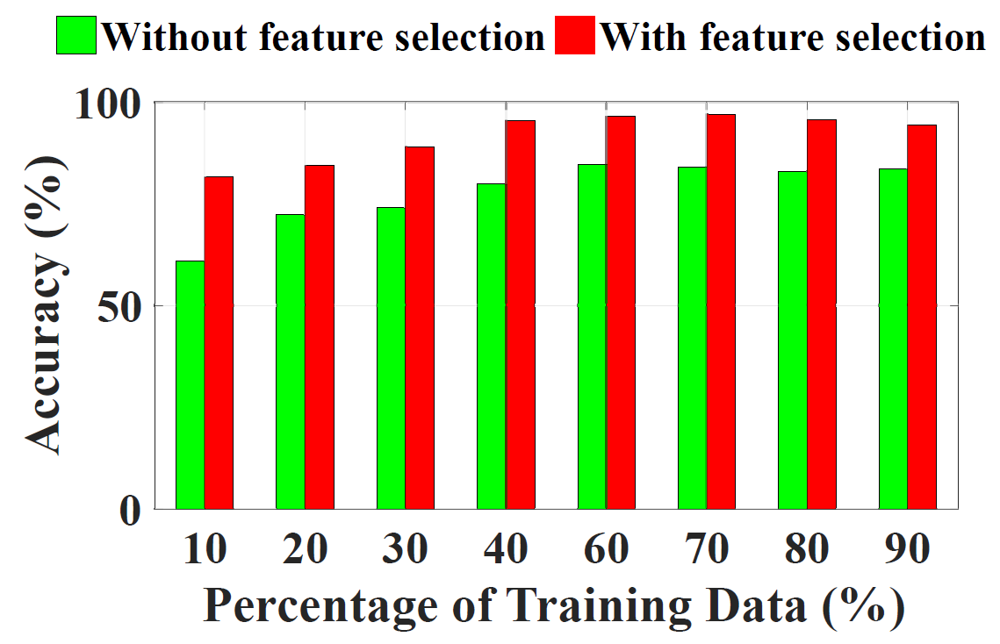 Without feature selection With feature selection
100
50
0
Accuracy (%)
10 20 30 40 60 70 80 90
Percentage of Training Data (%)